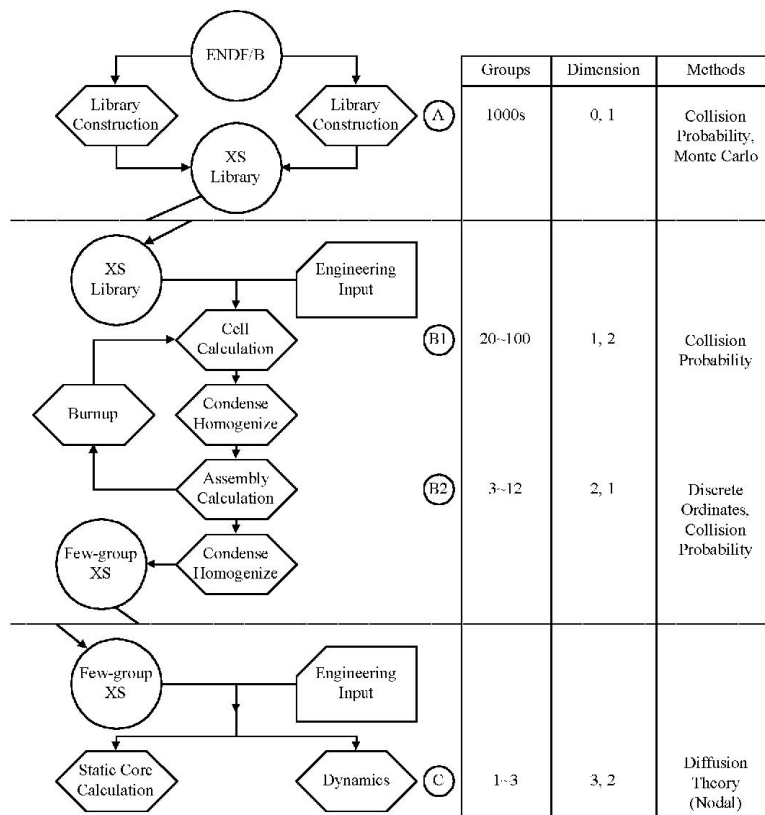 ENDF/B
Library
Construction
Library
Construction
XS
Library
A
Groups
Dimension
Methods
1000s
0, 1
Collision
Probability,
Monte Carlo
XS
Library
Engineering
Input
Cell
Calculation
B1
20~100
1, 2
Collision
Probability
Burnup
Condense
Homogenize
Assembly
Calculation
B2
3~12
2, 1
Discrete
Ordinates,
Collision
Probability
Few-group
XS
Condense
Homogenize
Few-group
XS
Engineering
Input
Static Core
Calculation
Dynamics
C
1~3
3, 2
Diffusion
Theory
(Nodal)